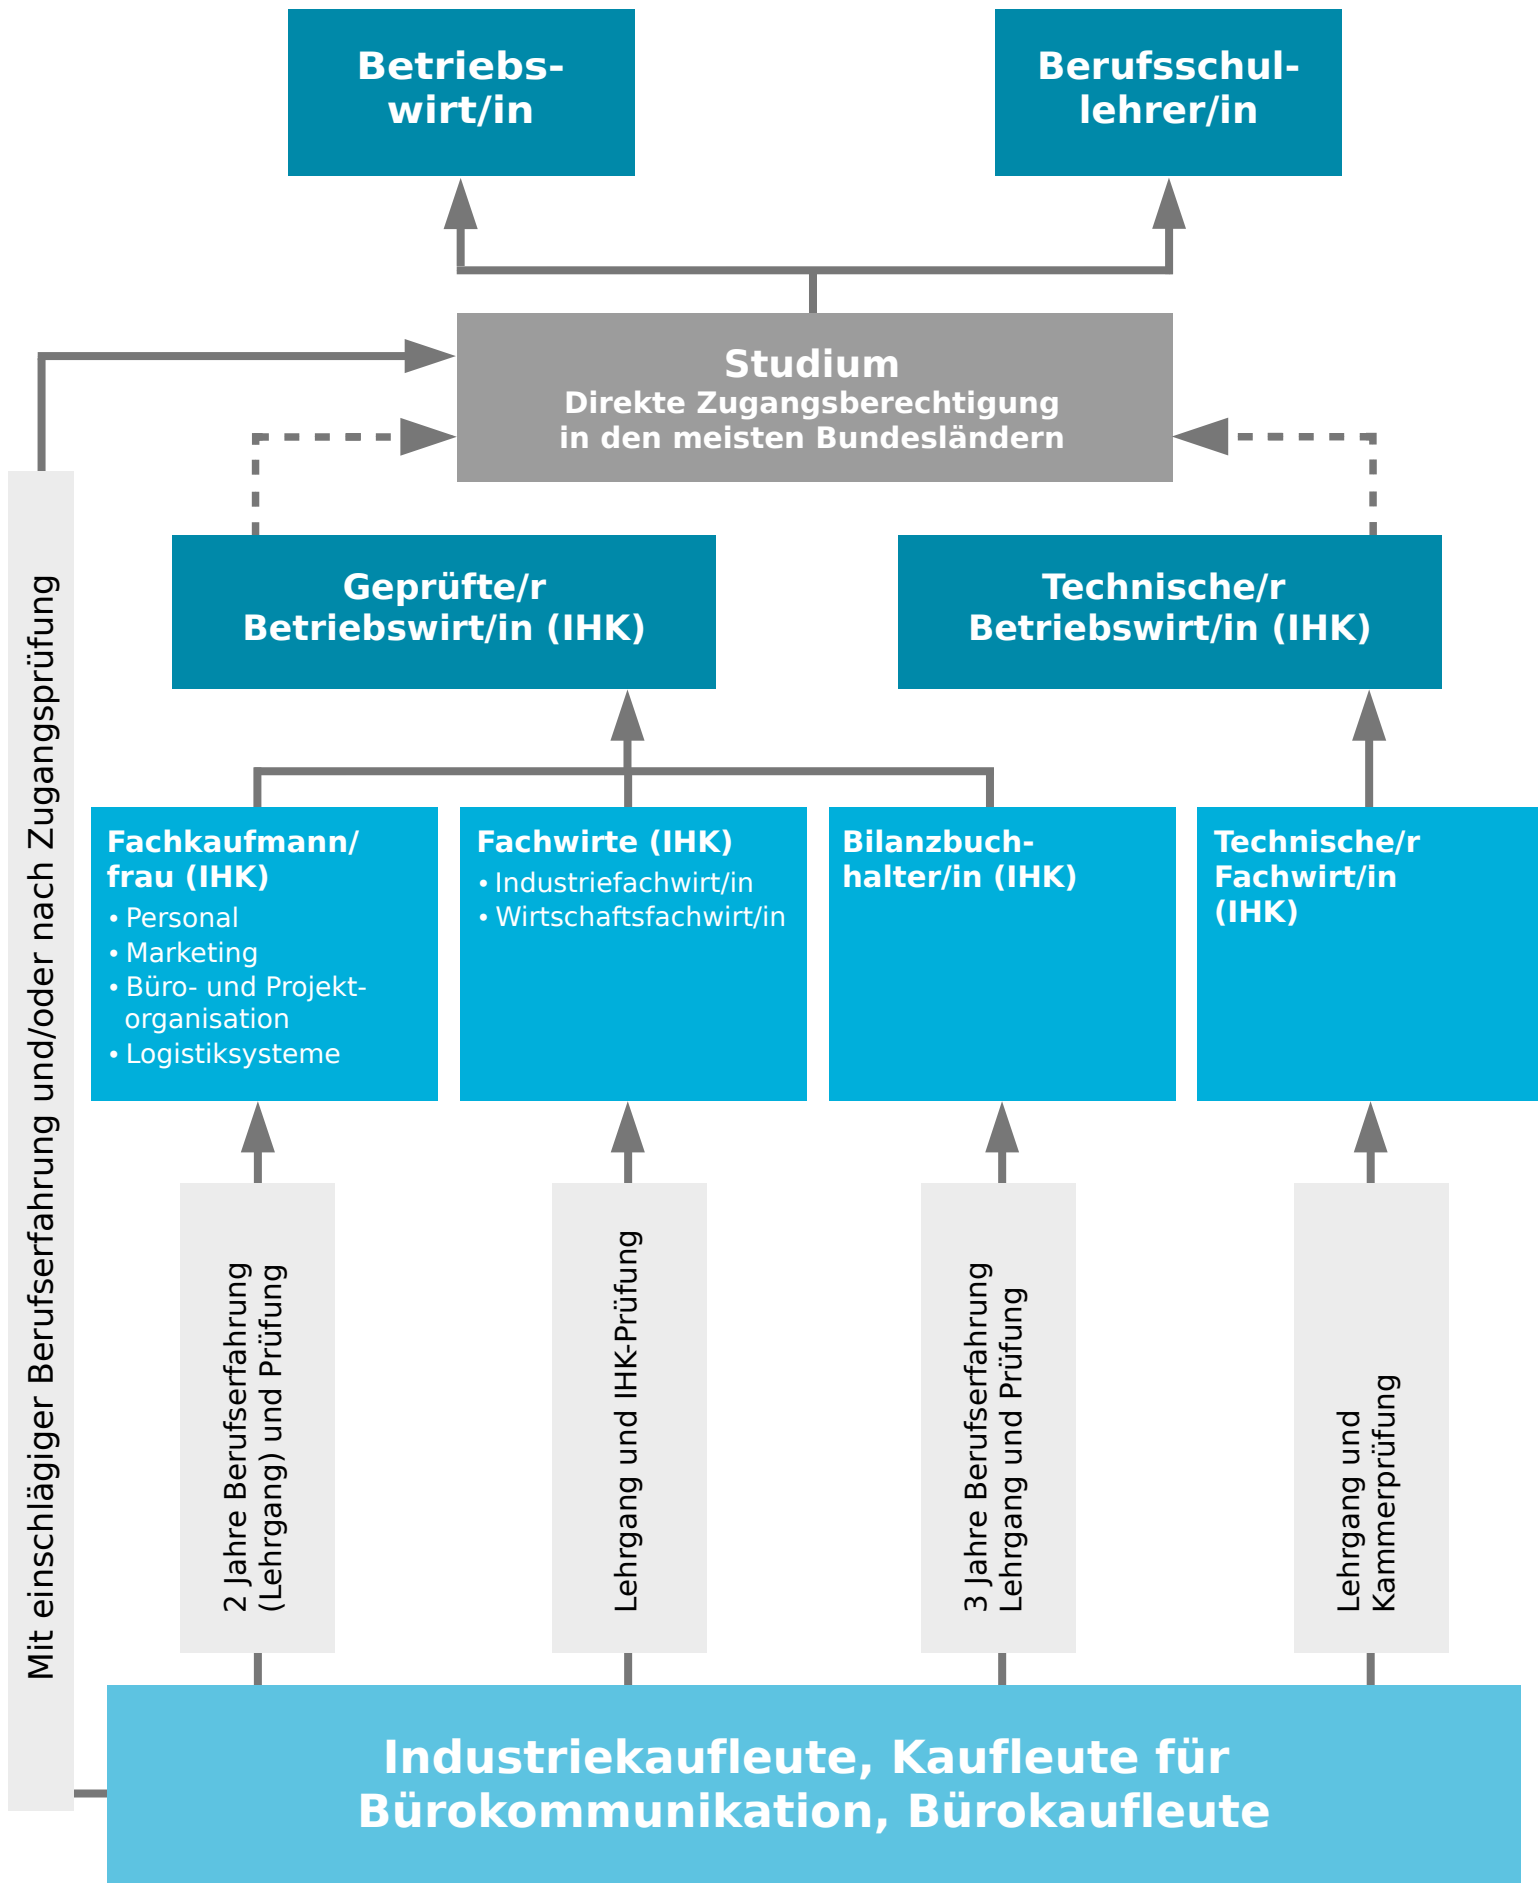 Betriebs-
wirt/in
Berufsschul-
lehrer/in
Studium
Direkte Zugangsberechtigung
in den meisten Bundesländern
Geprüfte/r
Betriebswirt/in (IHK)
Technische/r
Betriebswirt/in (IHK)
Fachkaufmann/
frau (IHK)
• Personal
• Marketing
• Büro- und Projekt-
organisation
• Logistiksysteme
Fachwirte (IHK)
• Industriefachwirt/in
• Wirtschaftsfachwirt/in
Bilanzbuch-
halter/in (IHK)
Technische/r
Fachwirt/in
(IHK)
Mit einschlägiger Berufserfahrung und/oder nach Zugangsprüfung
2 Jahre Berufserfahrung
(Lehrgang) und Prüfung
Lehrgang und IHK-Prüfung
3 Jahre Berufserfahrung
Lehrgang und Prüfung
Lehrgang und
Kammerprüfung
Industriekaufleute, Kaufleute für
Bürokommunikation, Bürokaufleute